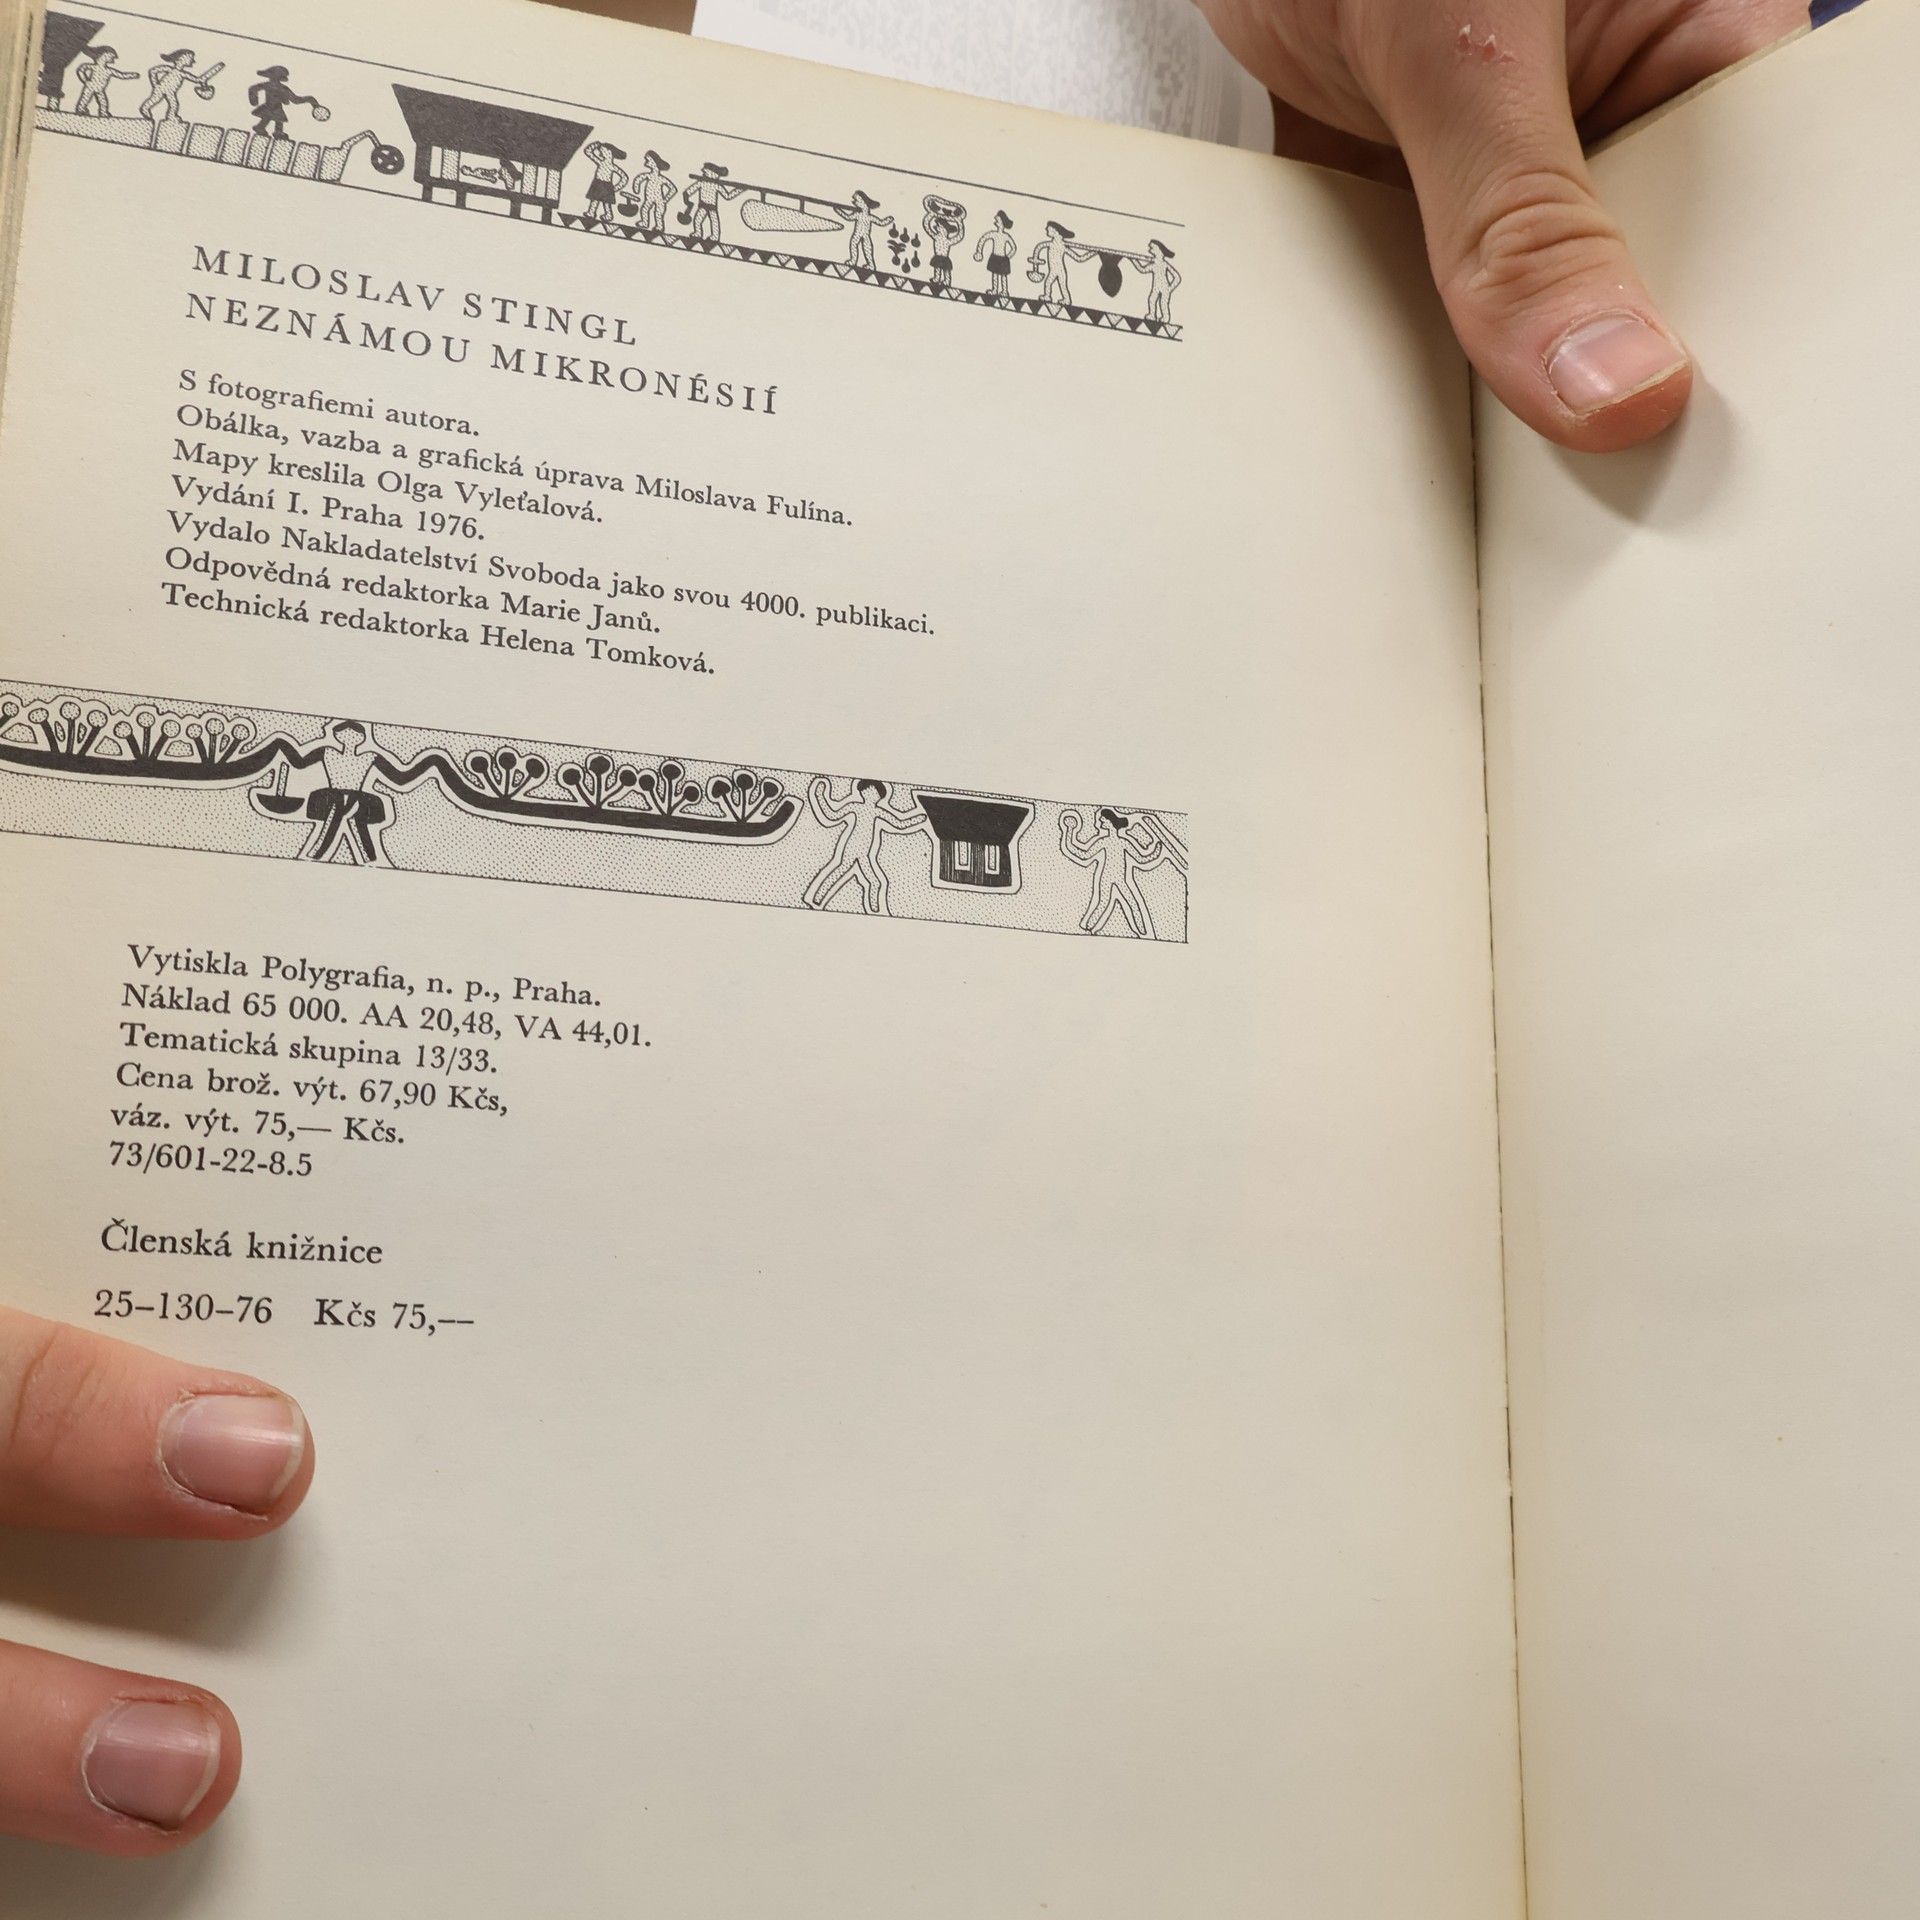 MILOSLAV STINGL
NEZNÁMOU MIKRONÉSIÍ
S fotografiemi autora.
Obálka, vazba a grafická úprava Miloslava Fulína.
Mapy kreslila Olga Vyleťalová.
Vydání I. Praha 1976.
Vydalo Nakladatelství Svoboda jako svou 4000. publikaci.
Odpovědná redaktorka Marie Janů.
Technická redaktorka Helena Tomková.
Vytiskla Polygrafia, n. p., Praha.
Náklad 65 000. AA 20,48, VA 44,01.
Tematická skupina 13/33.
Cena brož. výt. 67,90 Kčs,
váz. výt. 75,— Kčs.
73/601-22-8.5
Členská knižnice
25–130–76 Kčs 75,—